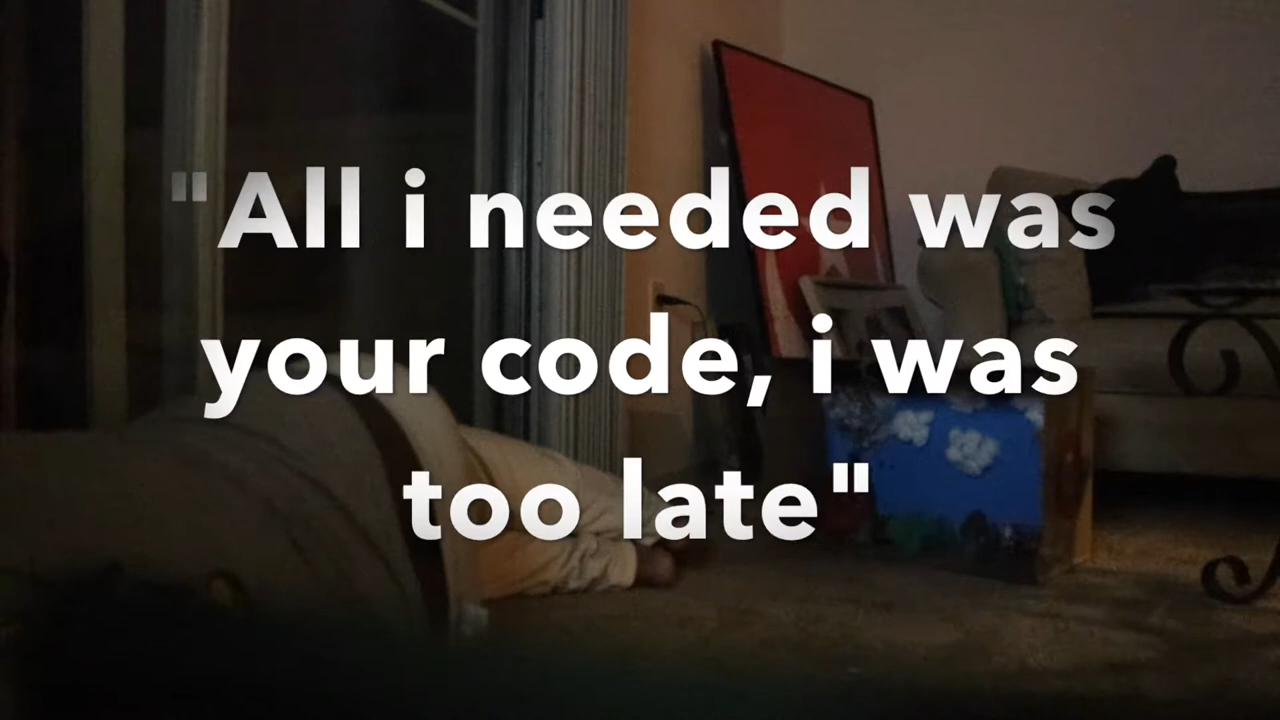 "All i needed was
your code, i was
too late"